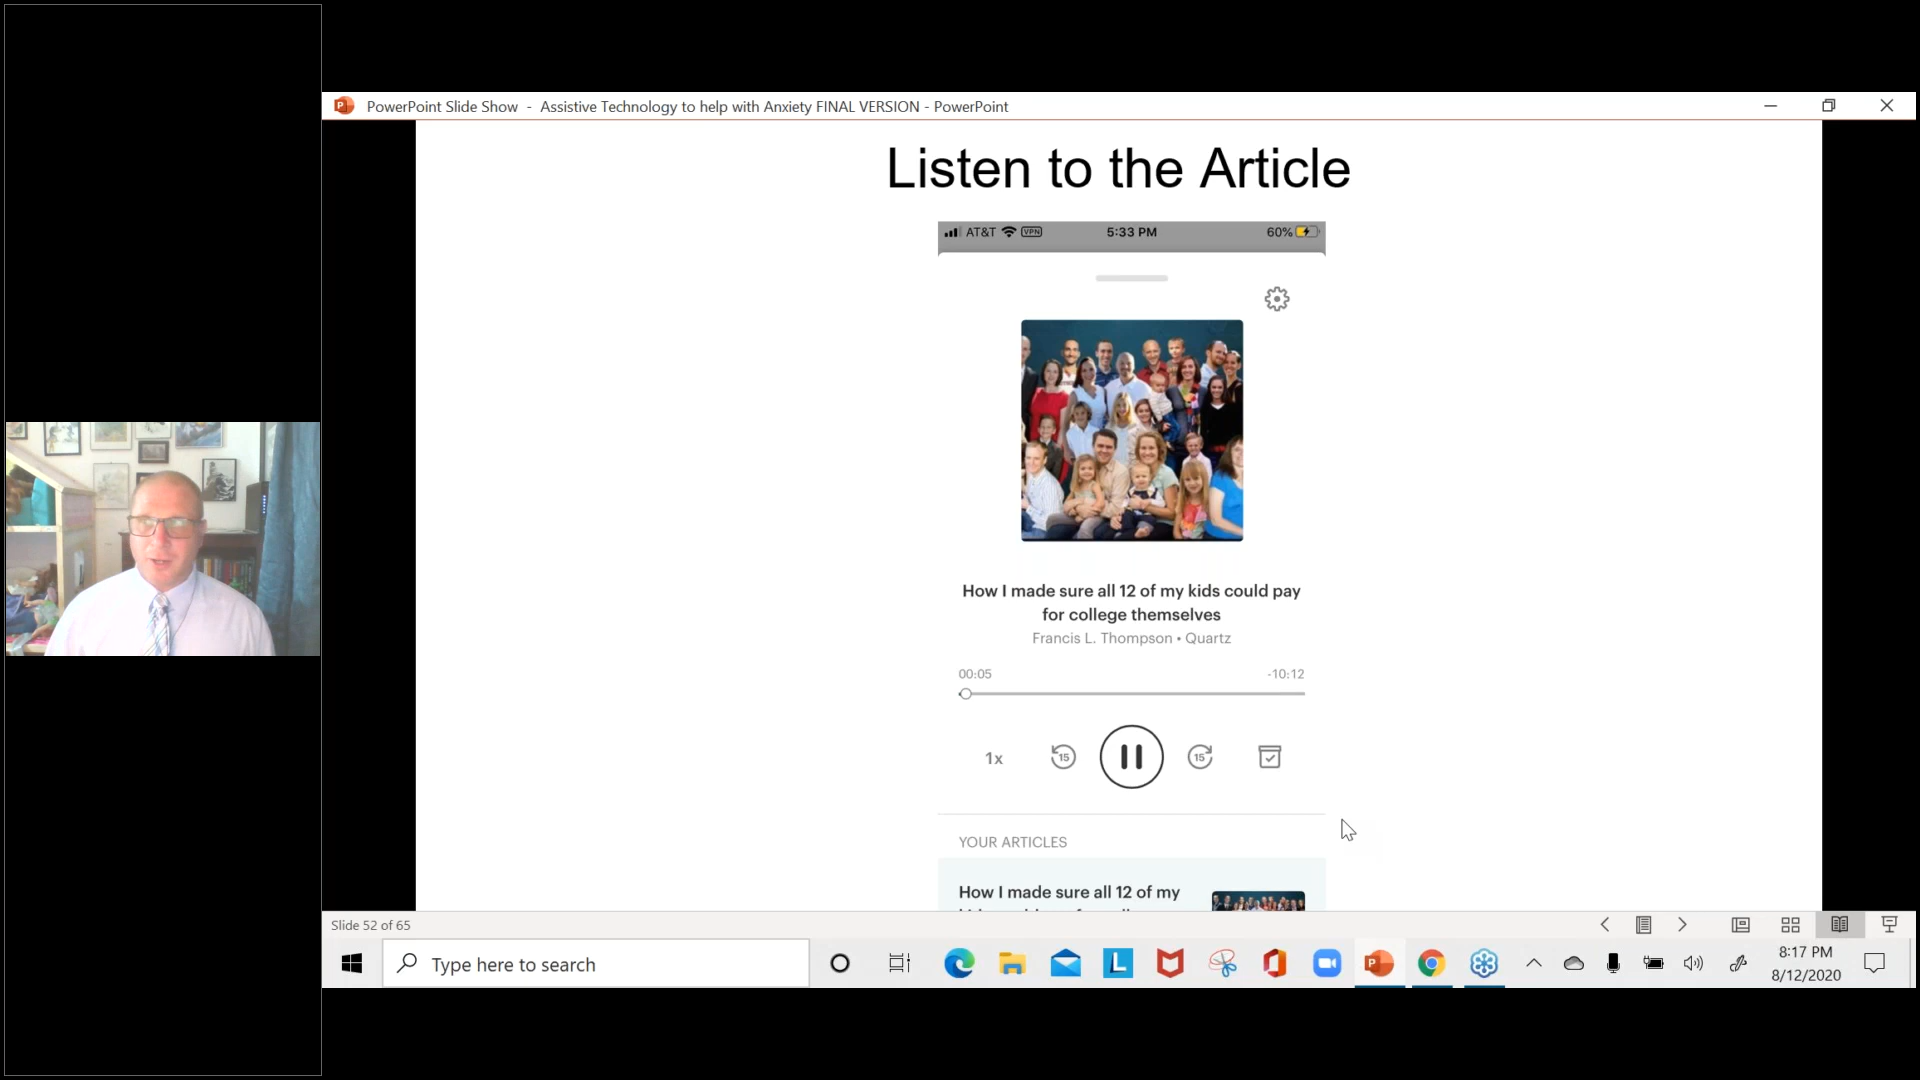 PowerPoint Slide Show - Assistive Technology to help with Anxiety FINAL VERSION - PowerPoint
Listen to the Article
AT&T VPN 5:33 PM 60%
How I made sure all 12 of my kids could pay
for college themselves
Francis L. Thompson • Quartz
00:05 -10:12
1x 15 15
YOUR ARTICLES
How I made sure all 12 of my
Slide 52 of 65
Type here to search
8:17 PM
8/12/2020